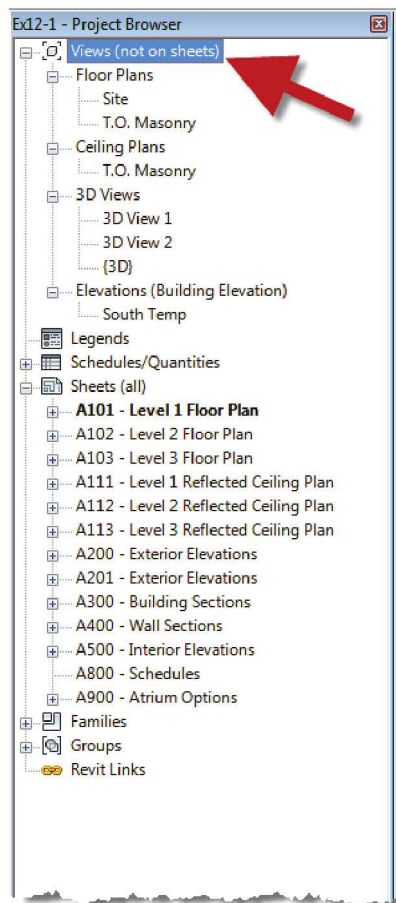 Ex12-1 - Project Browser
Views (not on sheets)
Floor Plans
Site
T.O. Masonry
Ceiling Plans
T.O. Masonry
3D Views
3D View 1
3D View 2
{3D}
Elevations (Building Elevation)
South Temp
Legends
Schedules/Quantities
Sheets (all)
A101 - Level 1 Floor Plan
A102 - Level 2 Floor Plan
A103 - Level 3 Floor Plan
A111 - Level 1 Reflected Ceiling Plan
A112 - Level 2 Reflected Ceiling Plan
A113 - Level 3 Reflected Ceiling Plan
A200 - Exterior Elevations
A201 - Exterior Elevations
A300 - Building Sections
A400 - Wall Sections
A500 - Interior Elevations
A800 - Schedules
A900 - Atrium Options
Families
Groups
Revit Links